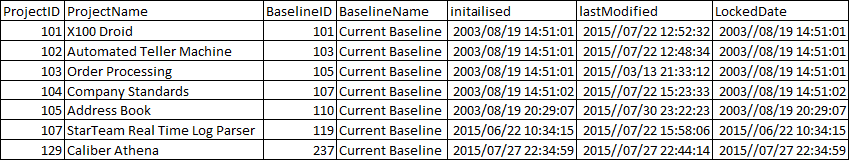 ProjectID ProjectName BaselineID BaselineName initailised lastModified LockedDate
101 X100 Droid 101 Current Baseline 2003/08/19 14:51:01 2015//07/22 12:52:32 2003//08/19 14:51:01
102 Automated Teller Machine 103 Current Baseline 2003/08/19 14:51:01 2015//07/22 12:48:34 2003//08/19 14:51:01
103 Order Processing 105 Current Baseline 2003/08/19 14:51:01 2015//03/13 21:33:12 2003//08/19 14:51:01
104 Company Standards 107 Current Baseline 2003/08/19 14:51:02 2015//07/22 15:23:33 2003//08/19 14:51:02
105 Address Book 110 Current Baseline 2003/08/19 20:29:07 2015//07/30 23:22:23 2003//08/19 20:29:07
107 StarTeam Real Time Log Parser 119 Current Baseline 2015/06/22 10:34:15 2015//07/22 15:58:06 2015//06/22 10:34:15
129 Caliber Athena 237 Current Baseline 2015/07/27 22:34:59 2015//07/27 22:44:14 2015//07/27 22:34:59